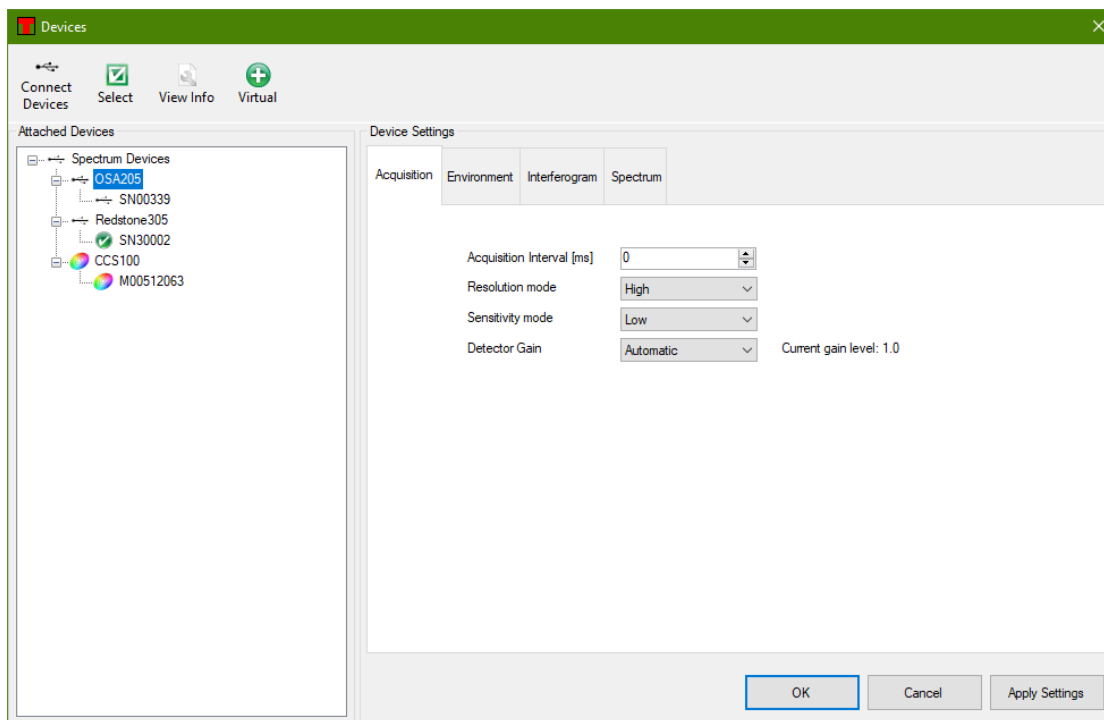 Devices
Connect
Devices
Select
View Info
Virtual
Attached Devices
Spectrum Devices
OSA205
SN00339
Redstone305
SN30002
CCS100
M00512063
Device Settings
Acquisition
Environment
Interferogram
Spectrum
Acquisition Interval [ms]
0
Resolution mode
High
Sensitivity mode
Low
Detector Gain
Automatic
Current gain level: 1.0
OK
Cancel
Apply Settings